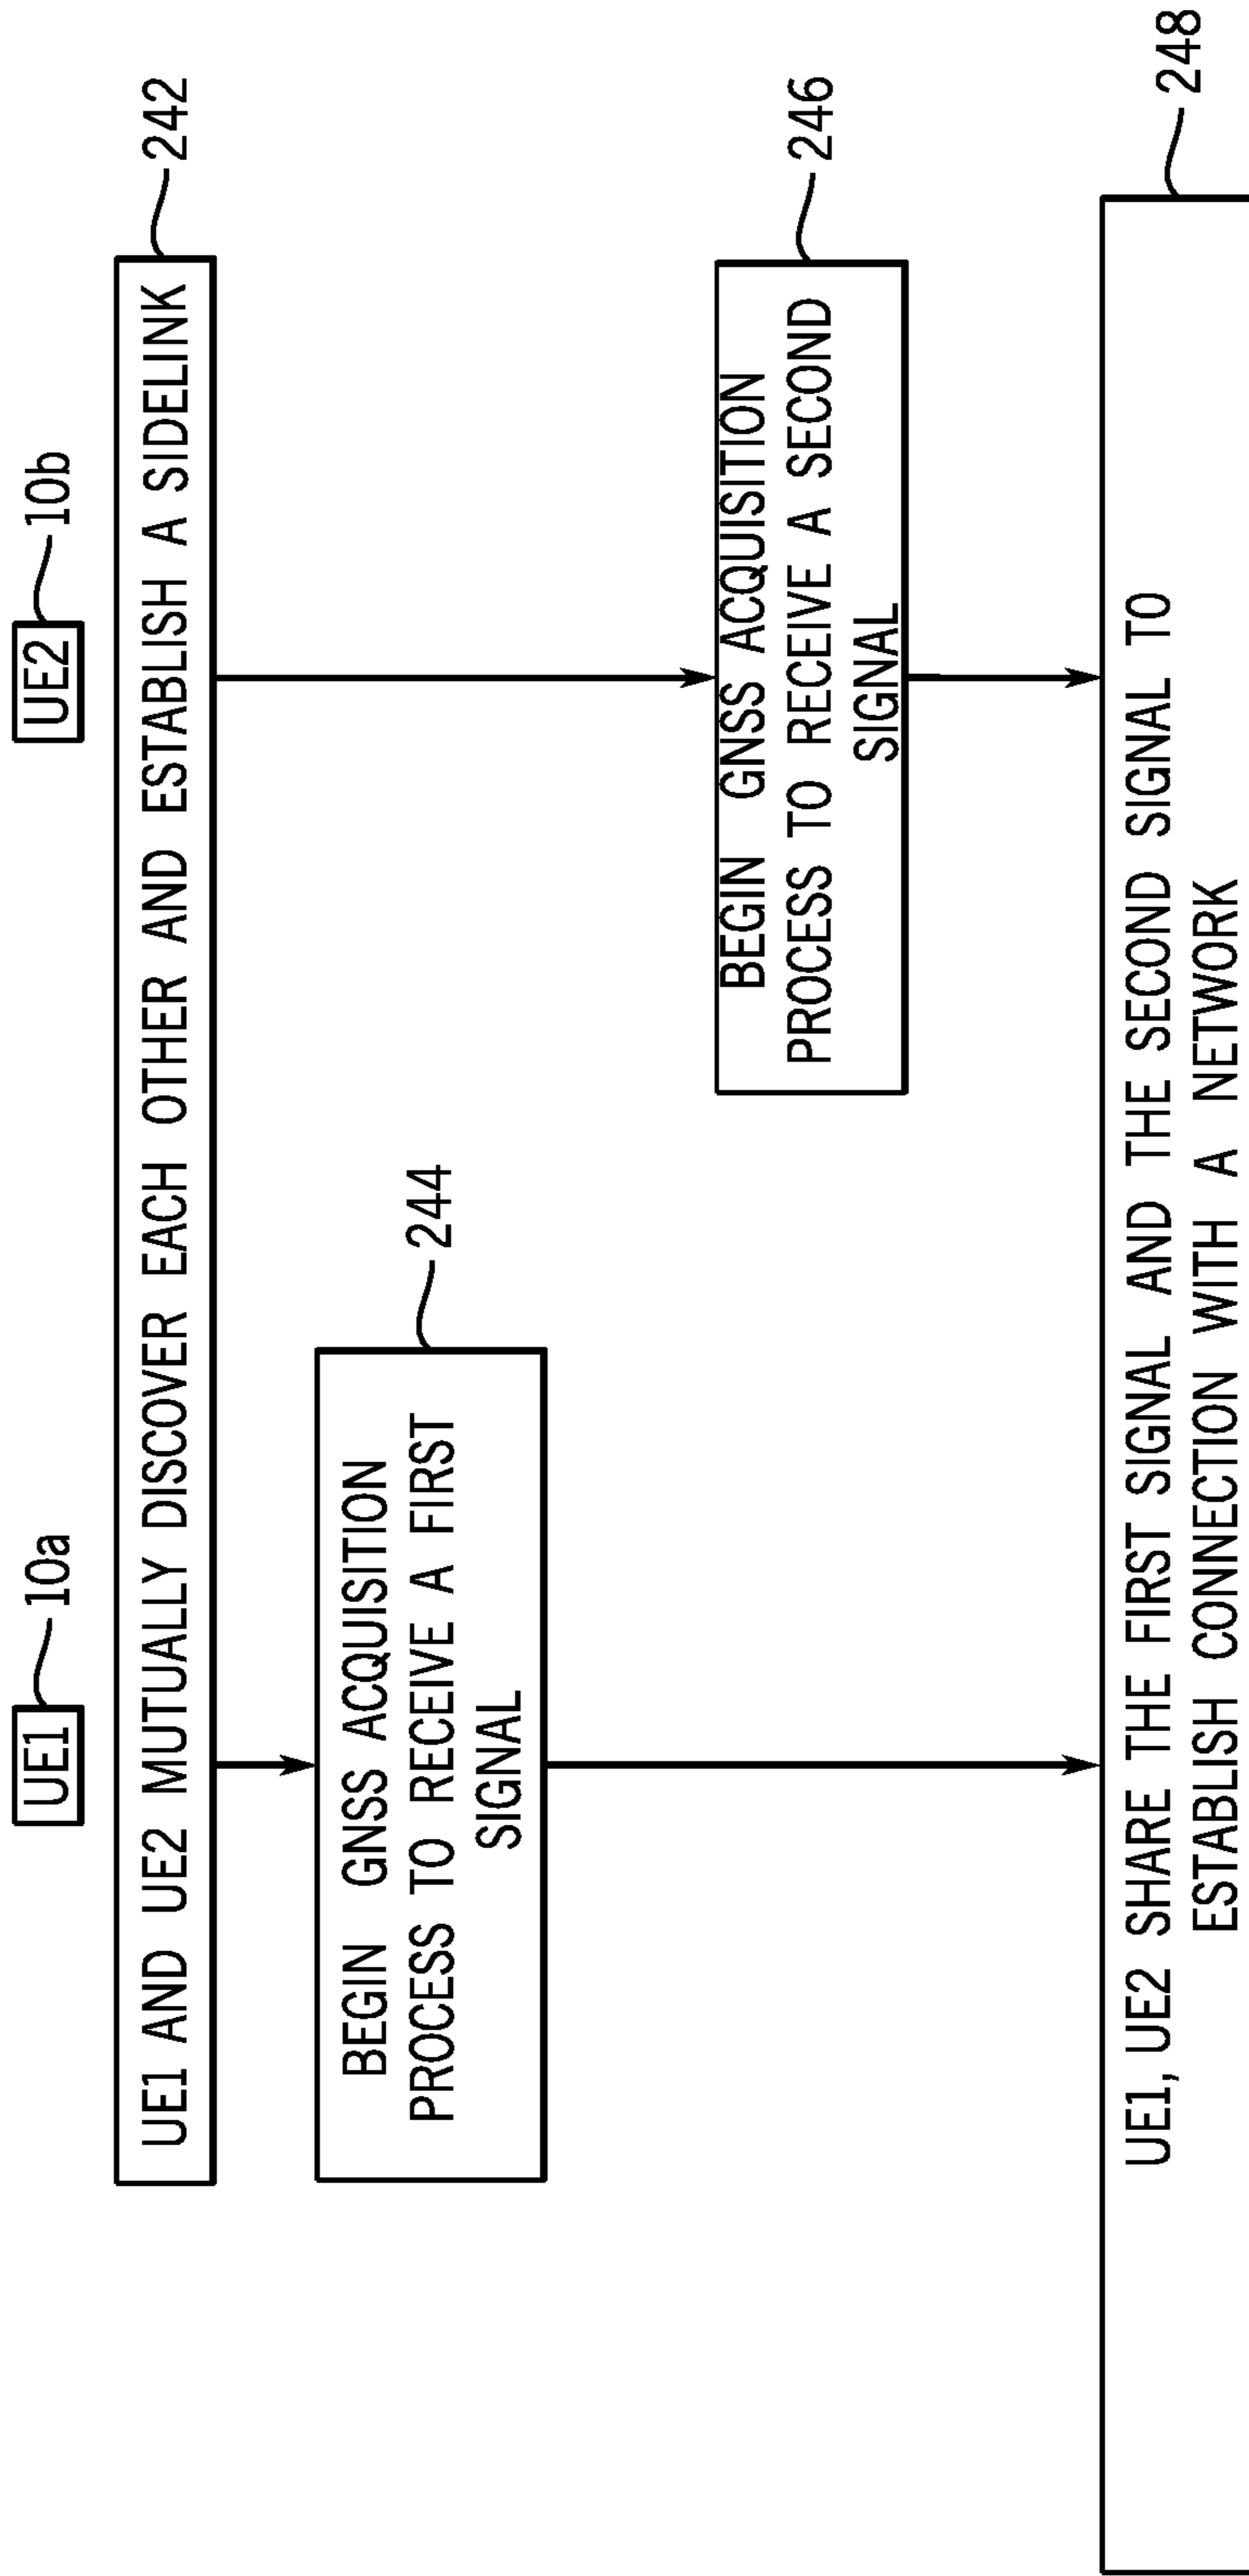 UE1
10a
UE2
10b
UE1 AND UE2 MUTUALLY DISCOVER EACH OTHER AND ESTABLISH A SIDELINK
242
BEGIN GNSS ACQUISITION
PROCESS TO RECEIVE A FIRST
SIGNAL
244
BEGIN GNSS ACQUISITION
PROCESS TO RECEIVE A SECOND
SIGNAL
246
UE1, UE2 SHARE THE FIRST SIGNAL AND THE SECOND SIGNAL TO
ESTABLISH CONNECTION WITH A NETWORK
248